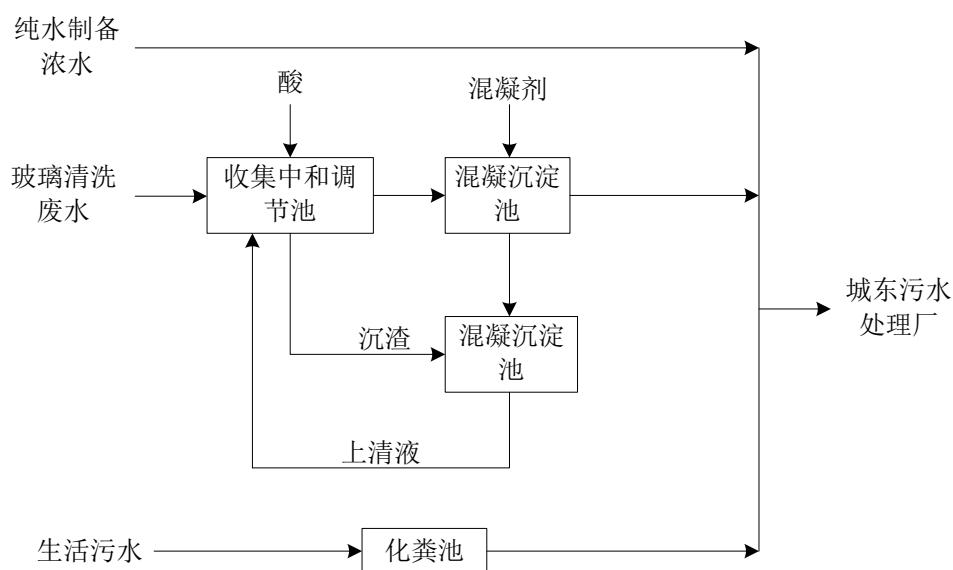 纯水制备
浓水
酸
混凝剂
玻璃清洗
废水
收集中和调
节池
混凝沉淀
池
城东污水
处理厂
沉渣
混凝沉淀
池
上清液
生活污水
化粪池